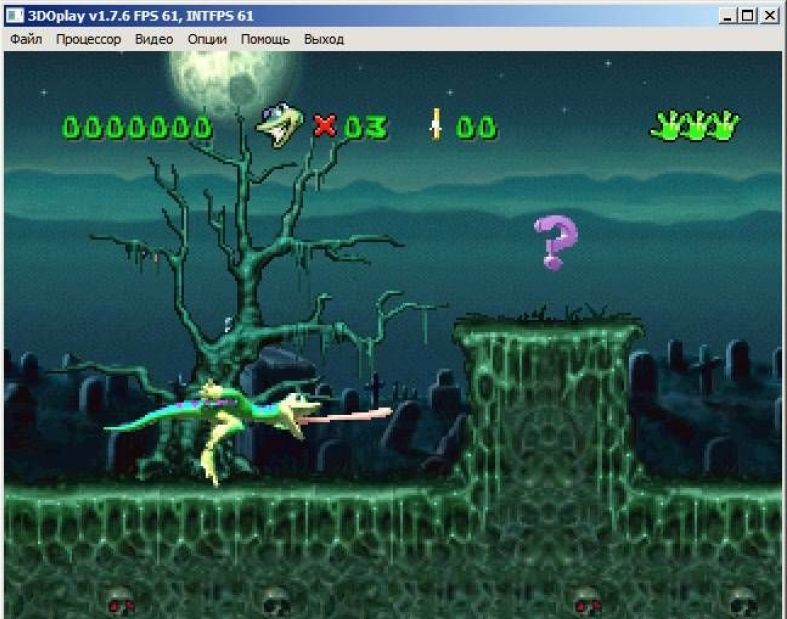 3DOplay v1.7.6 FPS 61, INTFPS 61
Файл Процессор Видео Опции Помощь Выход
0000000 × 03 00
?